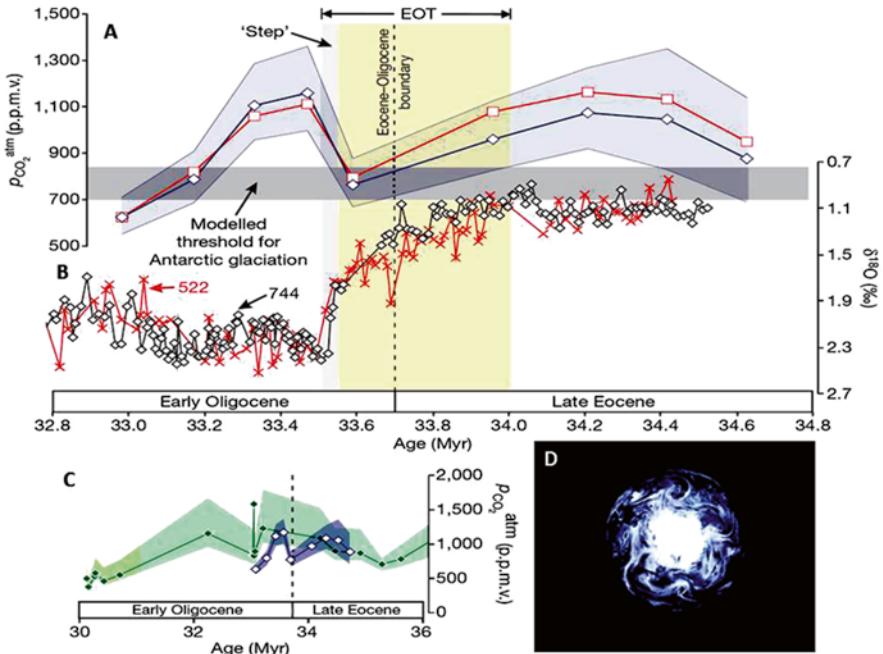 A
EOT
'Step'
Eocene–Oligocene
boundary
1,500
1,300
1,100
900
700
500
pCO2atm (p.p.m.v.)
Modelled
threshold for
Antarctic glaciation
0.7
1.1
1.5
1.9
2.3
2.7
δ18O (‰)
B
522
744
Early Oligocene
Late Eocene
32.8 33.0 33.2 33.4 33.6 33.8 34.0 34.2 34.4 34.6 34.8
Age (Myr)
C
2,000
1,500
1,000
500
0
pCO2atm (p.p.m.v.)
Early Oligocene
Late Eocene
30 32 34 36
Age (Myr)
D